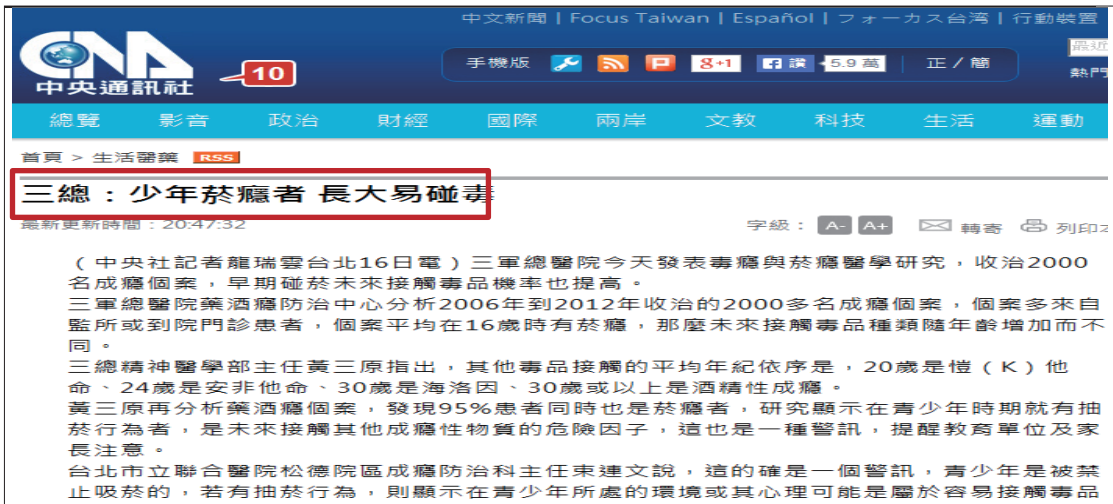 中文新聞 | Focus Taiwan | Español | フォーカス台湾 | 行動裝置
CNA
中央通訊社
10
手機版 8+1 讚 5.9 萬 正 / 簡
最近
熱門
總覽 影音 政治 財經 國際 兩岸 文教 科技 生活 運動
首頁 > 生活醫藥 RSS
三總：少年菸癮者 長大易碰毒
最新更新時間：20:47:32 字級： A- A+ 轉寄 列印本
（中央社記者龍瑞雲台北16日電）三軍總醫院今天發表毒癮與菸癮醫學研究，收治2000
名成癮個案，早期碰菸未來接觸毒品機率也提高。
三軍總醫院藥酒癮防治中心分析2006年到2012年收治的2000多名成癮個案，個案多來自
監所或到院門診患者，個案平均在16歲時有菸癮，那麼未來接觸毒品種類隨年齡增加而不
同。
三總精神醫學部主任黃三原指出，其他毒品接觸的平均年紀依序是，20歲是愷（K）他
命、24歲是安非他命、30歲是海洛因、30歲或以上是酒精性成癮。
黃三原再分析藥酒癮個案，發現95%患者同時也是菸癮者，研究顯示在青少年時期就有抽
菸行為者，是未來接觸其他成癮性物質的危險因子，這也是一種警訊，提醒教育單位及家
長注意。
台北市立聯合醫院松德院區成癮防治科主任束連文說，這的確是一個警訊，青少年是被禁
止吸菸的，若有抽菸行為，則顯示在青少年所處的環境或其心理可能是屬於容易接觸毒品